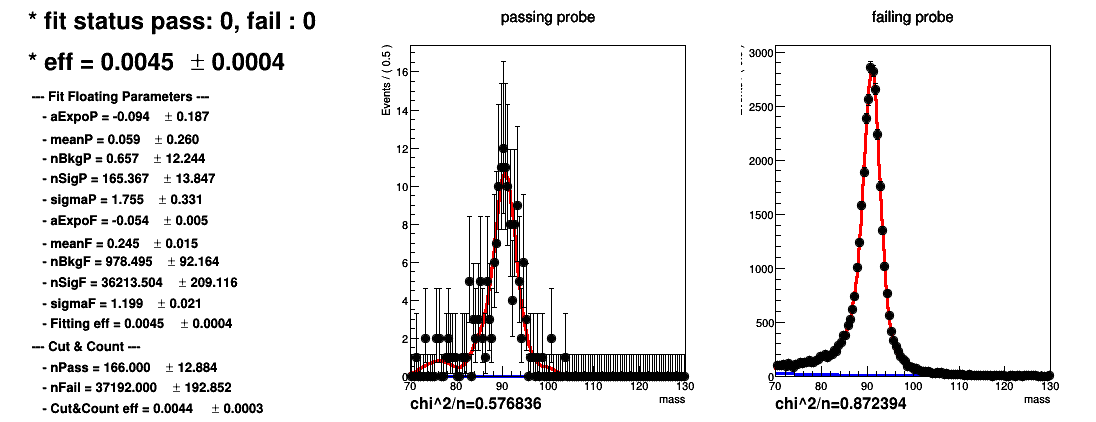 * fit status pass: 0, fail : 0
* eff = 0.0045 ± 0.0004
--- Fit Floating Parameters ---
- aExpoP = -0.094 ± 0.187
- meanP = 0.059 ± 0.260
- nBkgP = 0.657 ± 12.244
- nSigP = 165.367 ± 13.847
- sigmaP = 1.755 ± 0.331
- aExpoF = -0.054 ± 0.005
- meanF = 0.245 ± 0.015
- nBkgF = 978.495 ± 92.164
- nSigF = 36213.504 ± 209.116
- sigmaF = 1.199 ± 0.021
- Fitting eff = 0.0045 ± 0.0004
--- Cut & Count ---
- nPass = 166.000 ± 12.884
- nFail = 37192.000 ± 192.852
- Cut&Count eff = 0.0044 ± 0.0003
passing probe
Events / ( 0.5 )
16
14
12
10
8
6
4
2
0
70 80 90 100 110 120 130
mass
chi^2/n=0.576836
failing probe
3000
2500
2000
1500
1000
500
0
70 80 90 100 110 120 130
mass
chi^2/n=0.872394